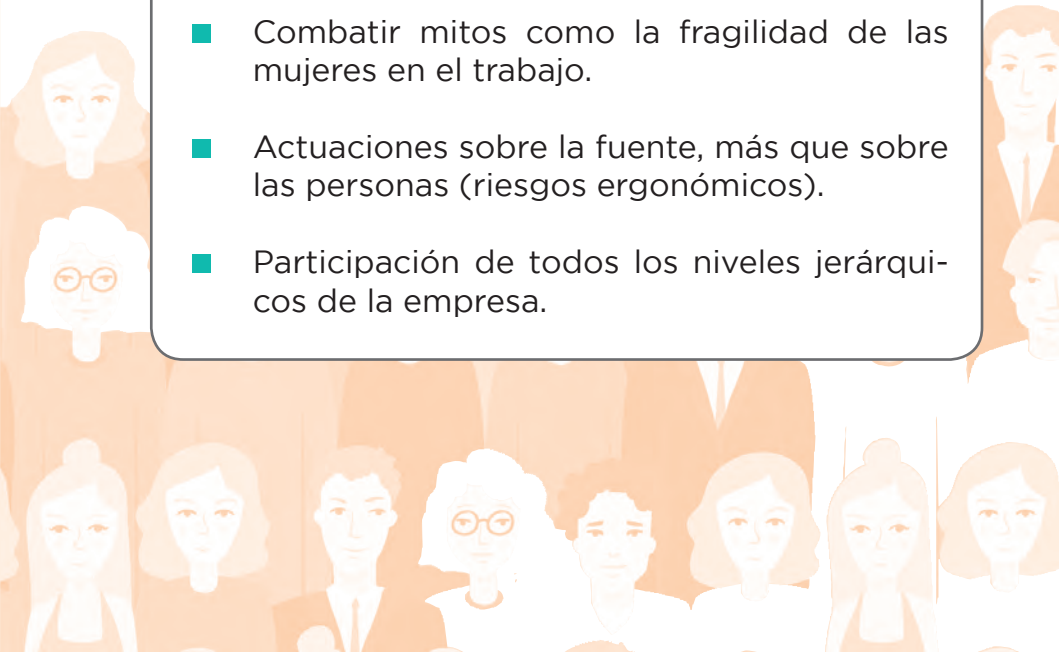 Combatir mitos como la fragilidad de las
mujeres en el trabajo.
Actuaciones sobre la fuente, más que sobre
las personas (riesgos ergonómicos).
Participación de todos los niveles jerárqui-
cos de la empresa.